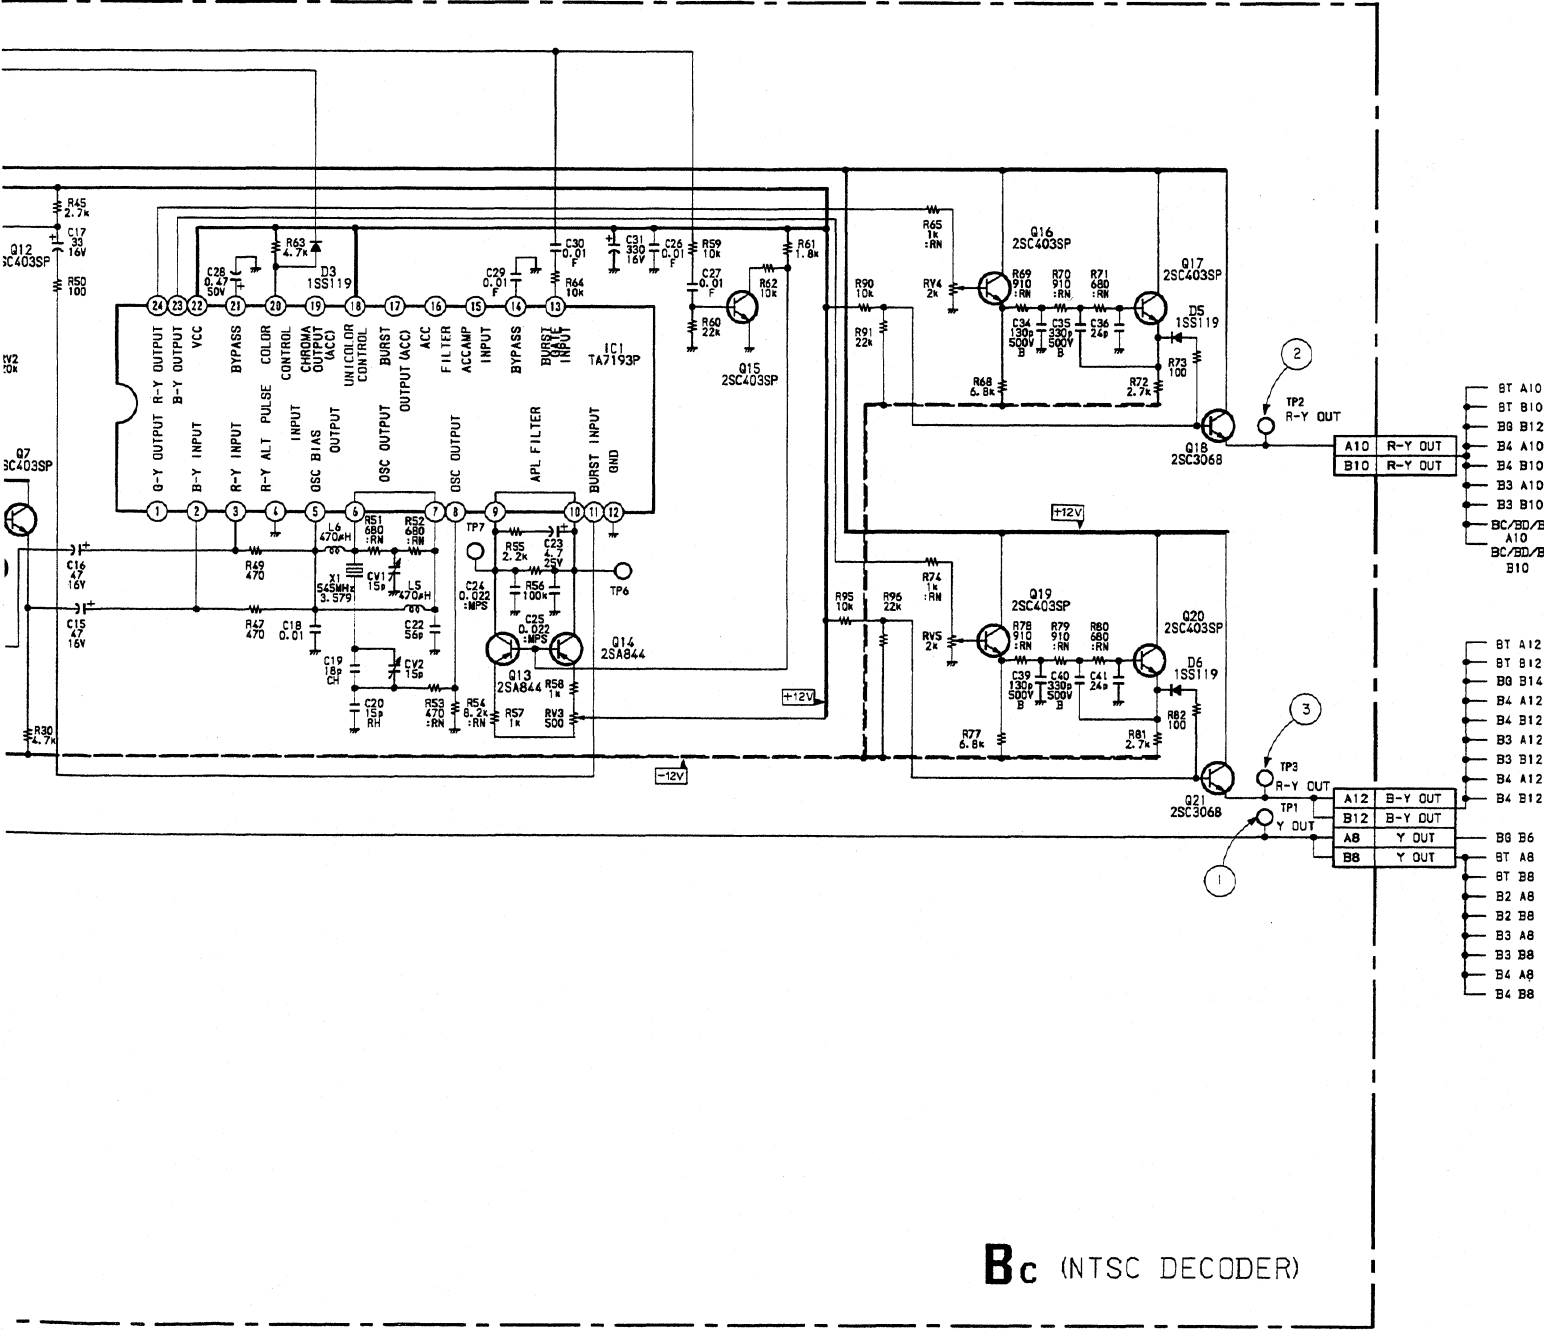 R45
2.7k
C17
33
16V
Q12
SC403SP
R50
100
RV2
20k
Q7
SC403SP
R63
4.7k
D3
1SS119
C28
0.47
50V
C29
0.01
F
C30
0.01
F
R64
10k
C31
330
16V
C26
0.01
F
R59
10k
C27
0.01
F
R60
22k
R62
10k
R61
1.8k
Q15
2SC403SP
24
23
22
21
20
19
18
17
16
15
14
13
R-Y OUTPUT
B-Y OUTPUT
VCC
BYPASS
COLOR
CONTROL
CHROMA
OUTPUT
(ACC)
UNICOLOR
CONTROL
BURST
OUTPUT (ACC)
ACC
FILTER
ACCAMP
INPUT
BYPASS
BURST
GATE
INPUT
IC1
TA7193P
G-Y OUTPUT
B-Y INPUT
R-Y INPUT
R-Y ALT PULSE
INPUT
OSC BIAS
OUTPUT
OSC OUTPUT
OSC OUTPUT
APL FILTER
BURST INPUT
GND
1
2
3
4
5
6
7
8
9
10
11
12
C16
47
16V
C15
47
16V
R49
470
R47
470
C18
0.01
L6
470μH
R51
680
:RN
R52
680
:RN
X1
545MHz
3.579
CV1
15p
L5
470μH
C22
56p
C19
18p
CH
CV2
15p
C20
15p
RH
R53
470
:RN
R54
8.2k
:RN
TP7
R55
2.2k
C23
4.7
25V
C24
0.022
:MPS
R56
100k
C25
0.022
:MPS
TP6
Q13
2SA844
Q14
2SA844
R58
1k
R57
1k
RV3
500
R30
4.7k
-12V
+12V
R90
10k
R91
22k
R65
1k
:RN
RV4
2k
Q16
2SC403SP
R69
910
:RN
R70
910
:RN
R71
680
:RN
C34
130p
500V
B
C35
330p
500V
B
C36
24p
Q17
2SC403SP
D5
1SS119
R73
100
R68
6.8k
R72
2.7k
Q18
2SC3068
TP2
R-Y OUT
2
A10 R-Y OUT
B10 R-Y OUT
+12V
R95
10k
R96
22k
R74
1k
:RN
RV5
2k
Q19
2SC403SP
R78
910
:RN
R79
910
:RN
R80
680
:RN
C39
130p
500V
B
C40
330p
500V
B
C41
24p
Q20
2SC403SP
D6
1SS119
R82
100
R77
6.8k
R81
2.7k
Q21
2SC3068
3
TP3
R-Y OUT
TP1
Y OUT
1
A12 B-Y OUT
B12 B-Y OUT
A8 Y OUT
B8 Y OUT
BT A10
BT B10
BG B12
B4 A10
B4 B10
B3 A10
B3 B10
BC/BD/B
A10
BC/BD/B
B10
BT A12
BT B12
BG B14
B4 A12
B4 B12
B3 A12
B3 B12
B4 A12
B4 B12
BG B6
BT A8
BT B8
B2 A8
B2 B8
B3 A8
B3 B8
B4 A8
B4 B8
Bc (NTSC DECODER)